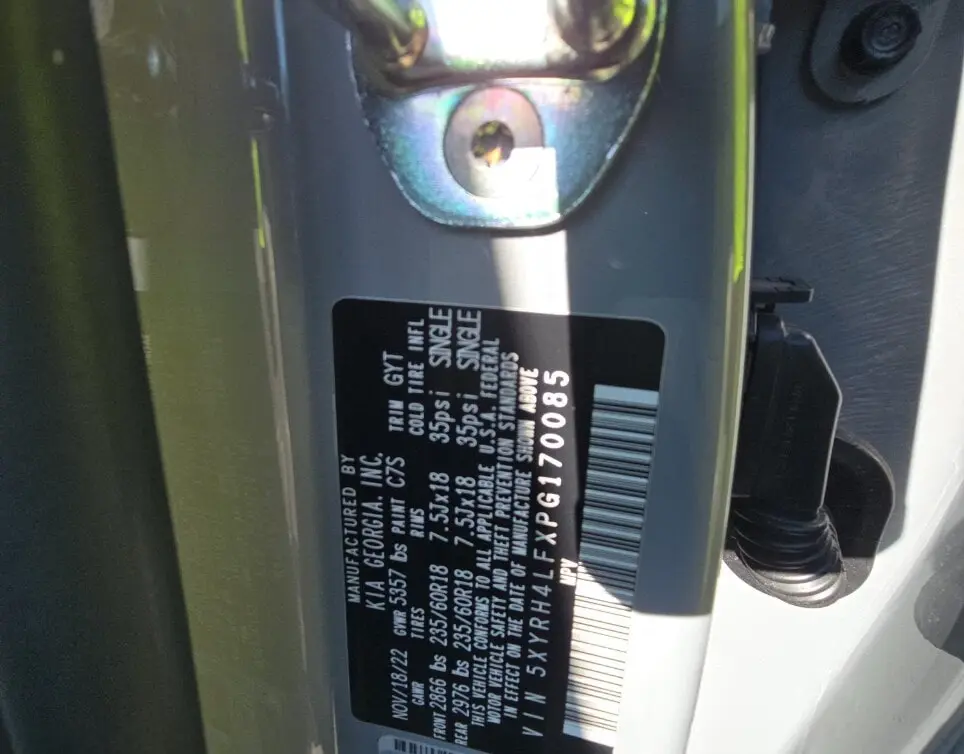 MANUFACTURED BY
KIA GEORGIA, INC.
NOV/18/22 GVWR 5357 lbs PAINT C7S TRIM GYT
GAWR TIRES RIMS COLD TIRE INFL
FRONT 2866 lbs 235/60R18 7.5Jx18 35psi SINGLE
REAR 2976 lbs 235/60R18 7.5Jx18 35psi SINGLE
THIS VEHICLE CONFORMS TO ALL APPLICABLE U.S.A. FEDERAL
MOTOR VEHICLE SAFETY AND THEFT PREVENTION STANDARDS
IN EFFECT ON THE DATE OF MANUFACTURE SHOWN ABOVE
VIN 5XYRH4LFXPG170085
MPV